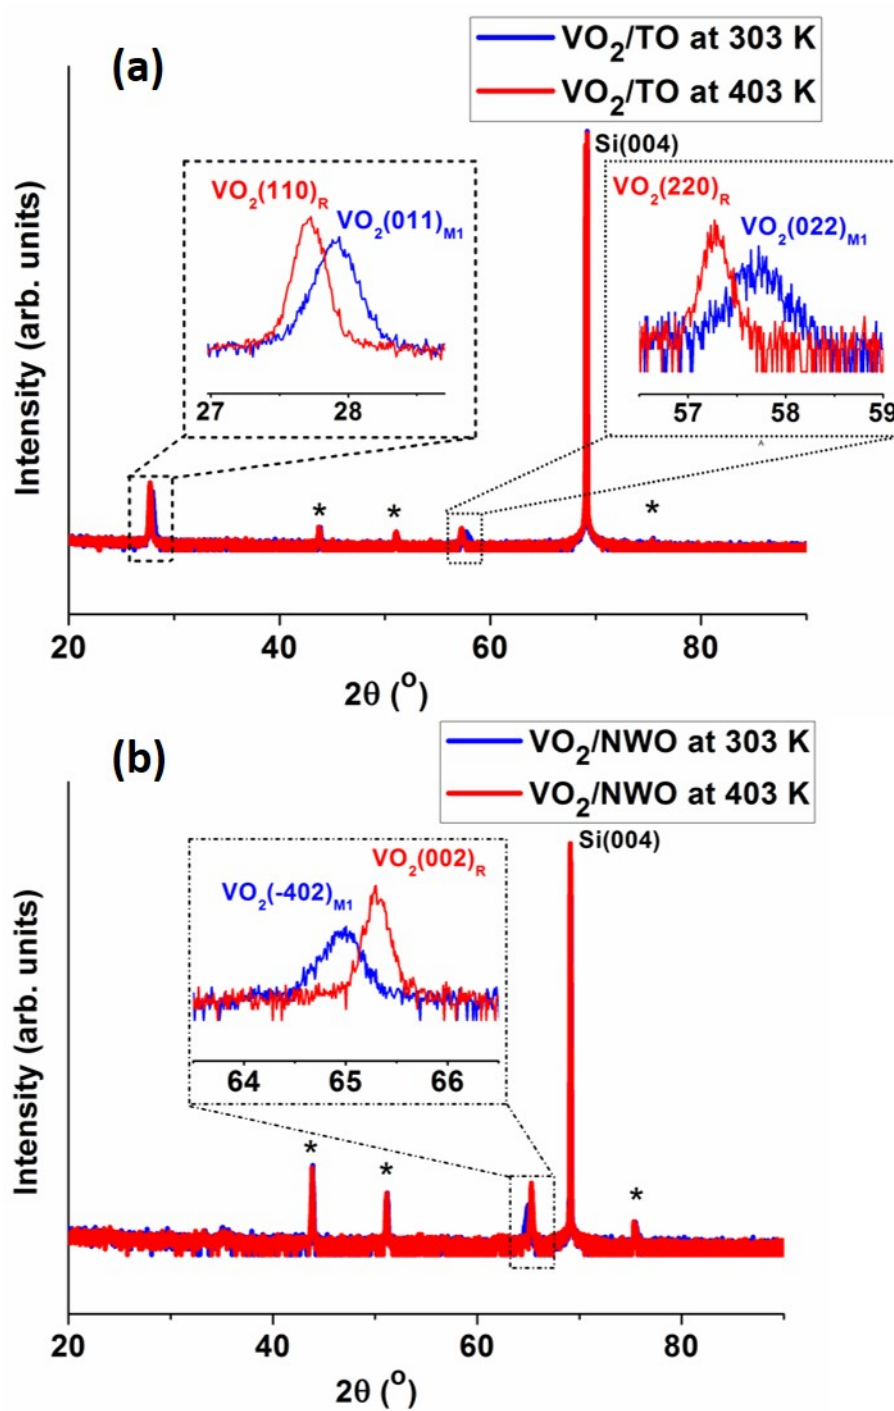 (a)
VO₂/TO at 303 K
VO₂/TO at 403 K
Si(004)
VO₂(110)R
VO₂(011)M1
27 28
VO₂(220)R
VO₂(022)M1
57 58 59
* * *
Intensity (arb. units)
20 40 60 80
2θ (°)
(b)
VO₂/NWO at 303 K
VO₂/NWO at 403 K
Si(004)
VO₂(002)R
VO₂(-402)M1
64 65 66
* * *
Intensity (arb. units)
20 40 60 80
2θ (°)